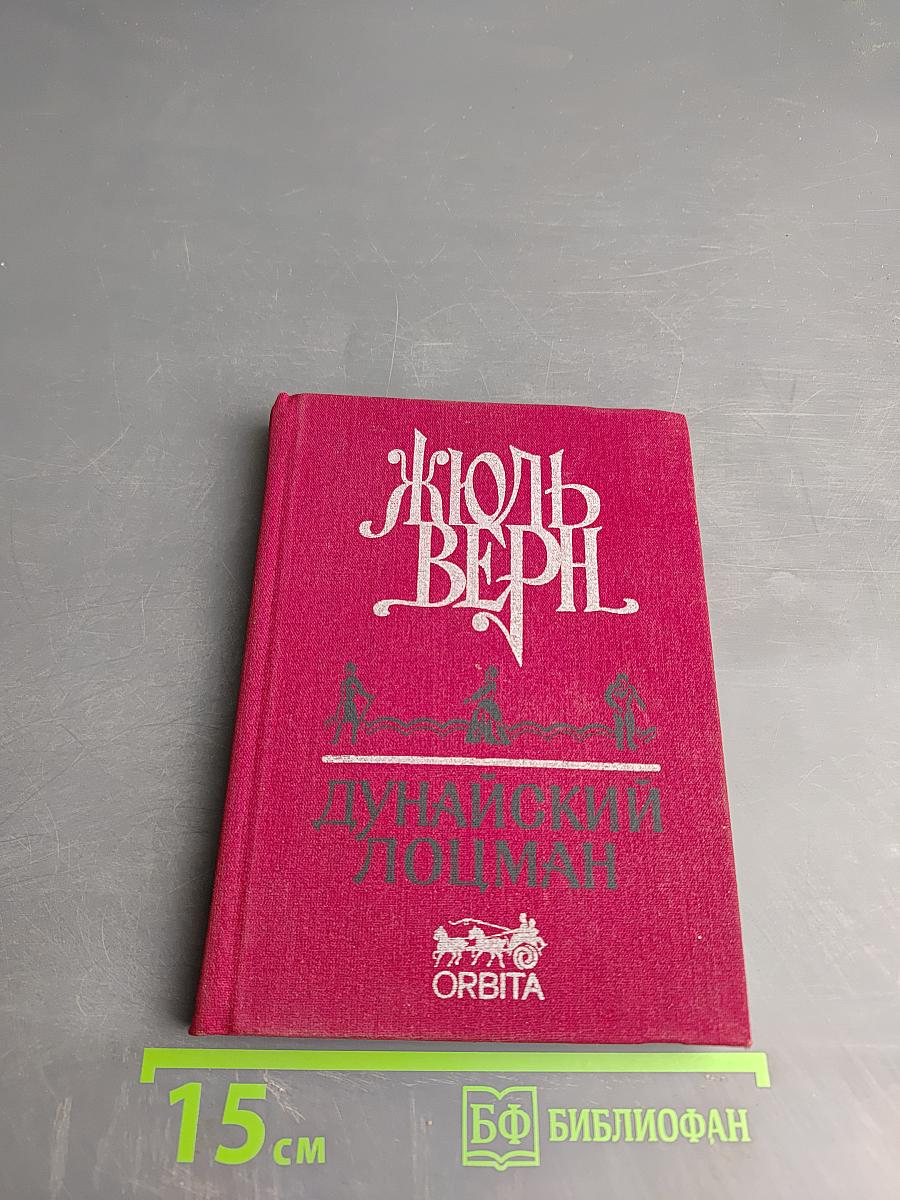 ЖЮЛЬ
ВЕРН
ДУНАЙСКИЙ
ЛОЦМАН
ORBITA
15 см
БФ БИБЛИОФАН